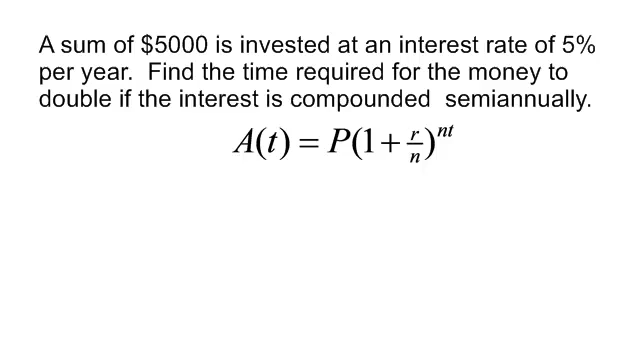 A sum of $5000 is invested at an interest rate of 5%
per year.  Find the time required for the money to
double if the interest is compounded  semiannually.
A(t) = P(1 + r/n)^{nt}